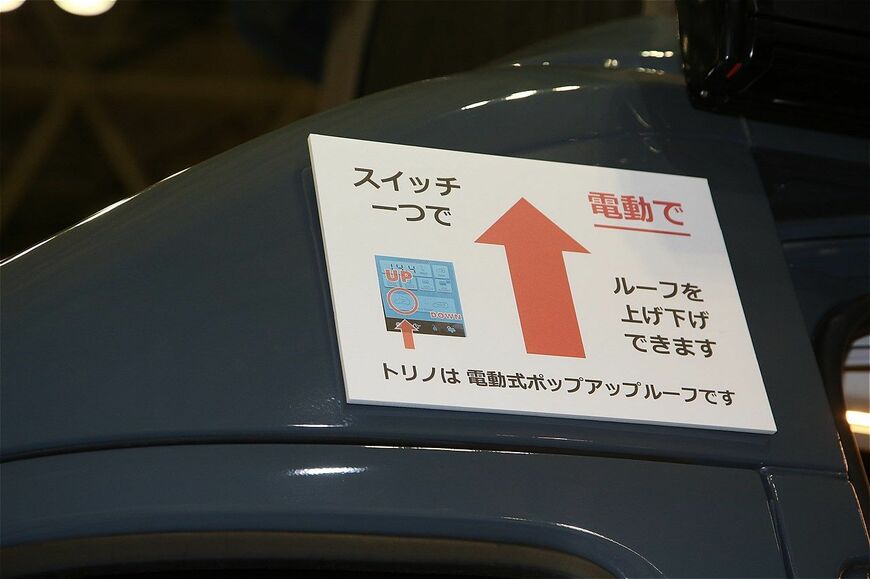 スイッチ
一つで
電動で
14.4
UP
DOWN
ルーフを
上げ下げ
できます
トリノは 電動式ポップアップルーフです